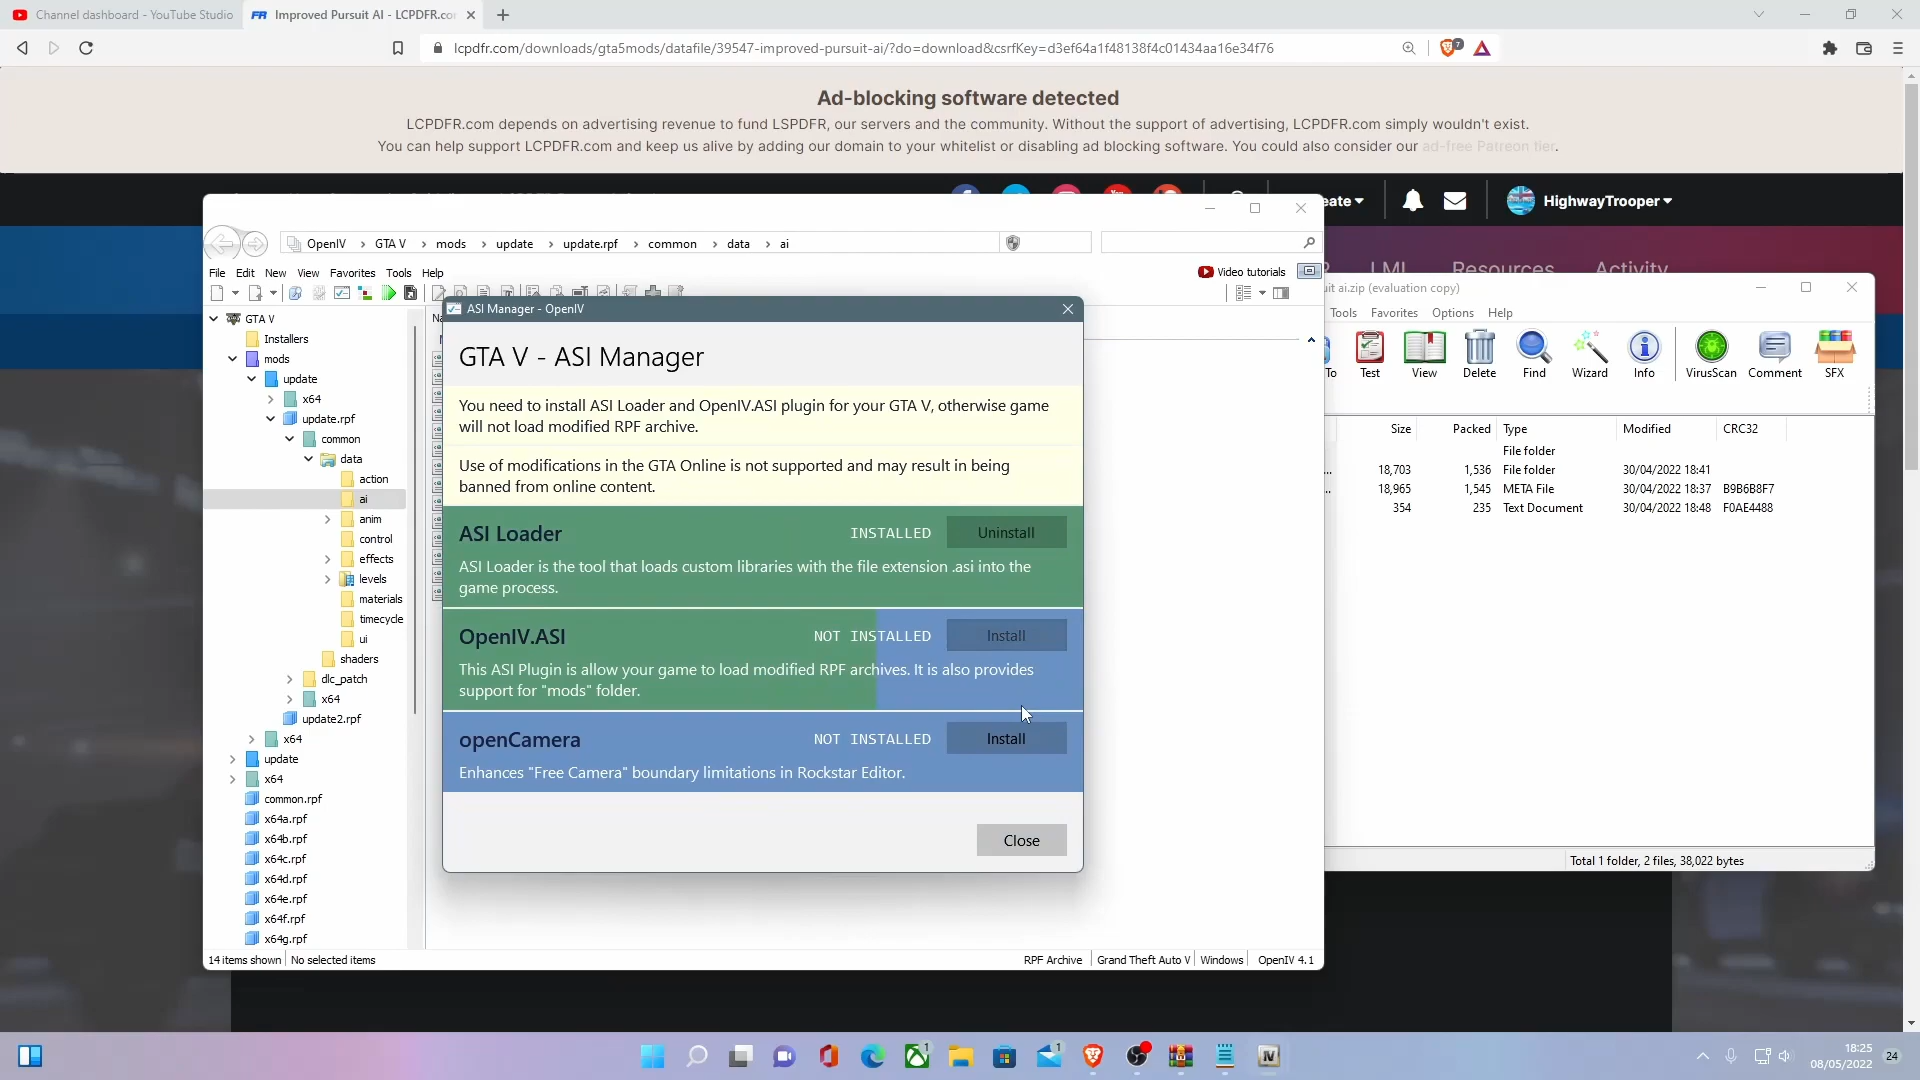 Channel dashboard - YouTube Studio
Improved Pursuit AI - LCPDFR.co
lcpdfr.com/downloads/gta5mods/datafile/39547-improved-pursuit-ai/?do=download&csrfKey=d3ef64a1f48138f4c01434aa16e34f76
7
Ad-blocking software detected
LCPDFR.com depends on advertising revenue to fund LSPDFR, our servers and the community. Without the support of advertising, LCPDFR.com simply wouldn't exist.
You can help support LCPDFR.com and keep us alive by adding our domain to your whitelist or disabling ad blocking software. You could also consider our ad-free Patreon tier.
eate
HighwayTrooper
LML Resources Activity
OpenIV GTA V mods update update.rpf common data ai
File Edit New View Favorites Tools Help
Video tutorials
GTA V
Installers
mods
update
x64
update.rpf
common
data
action
ai
anim
control
effects
levels
materials
timecycle
ui
shaders
dlc_patch
x64
update2.rpf
x64
update
x64
common.rpf
x64a.rpf
x64b.rpf
x64c.rpf
x64d.rpf
x64e.rpf
x64f.rpf
x64g.rpf
14 items shown No selected items
RPF Archive Grand Theft Auto V Windows OpenIV 4.1
ASI Manager - OpenIV
GTA V - ASI Manager
You need to install ASI Loader and OpenIV.ASI plugin for your GTA V, otherwise game
will not load modified RPF archive.
Use of modifications in the GTA Online is not supported and may result in being
banned from online content.
ASI Loader INSTALLED Uninstall
ASI Loader is the tool that loads custom libraries with the file extension .asi into the
game process.
OpenIV.ASI NOT INSTALLED Install
This ASI Plugin is allow your game to load modified RPF archives. It is also provides
support for "mods" folder.
openCamera NOT INSTALLED Install
Enhances "Free Camera" boundary limitations in Rockstar Editor.
Close
uit ai.zip (evaluation copy)
Tools Favorites Options Help
To Test View Delete Find Wizard Info VirusScan Comment SFX
Size Packed Type Modified CRC32
File folder
18,703 1,536 File folder 30/04/2022 18:41
18,965 1,545 META File 30/04/2022 18:37 B9B6B8F7
354 235 Text Document 30/04/2022 18:48 F0AE4488
Total 1 folder, 2 files, 38,022 bytes
1
1
18:25
08/05/2022
24